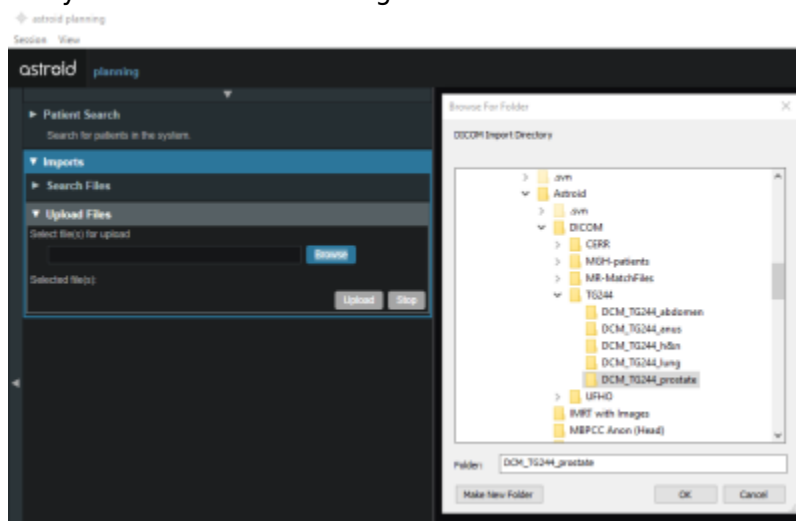 astroid planning
Session View
astroid planning
Patient Search
Search for patients in the system.
Imports
Search Files
Upload Files
Select file(s) for upload
Browse
Selected file(s):
Upload Stop
Browse For Folder
DICOM Import Directory
.svn
Astroid
.svn
DICOM
CERR
MGH-patients
MR-MatchFiles
TG244
DCM_TG244_abdomen
DCM_TG244_anus
DCM_TG244_h&n
DCM_TG244_lung
DCM_TG244_prostate
UFHO
IMRT with Images
MBPCC Anon (Head)
Folder: DCM_TG244_prostate
Make New Folder OK Cancel